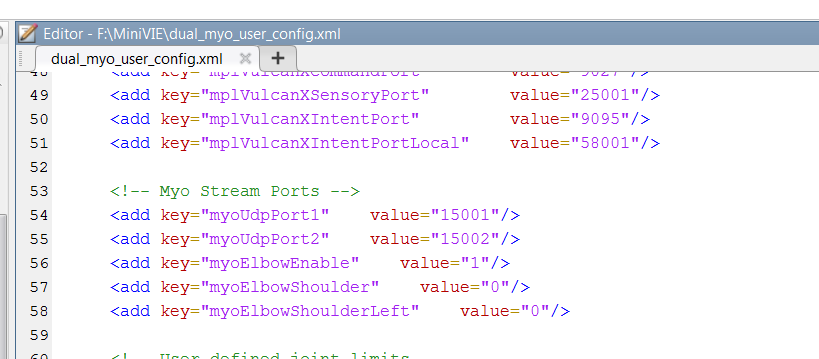 Editor - F:\MiniVIE\dual_myo_user_config.xml
dual_myo_user_config.xml
48 <add key="mplVulcanXCommandPort" value="9027"/>
49 <add key="mplVulcanXSensoryPort" value="25001"/>
50 <add key="mplVulcanXIntentPort" value="9095"/>
51 <add key="mplVulcanXIntentPortLocal" value="58001"/>
52
53 <!-- Myo Stream Ports -->
54 <add key="myoUdpPort1" value="15001"/>
55 <add key="myoUdpPort2" value="15002"/>
56 <add key="myoElbowEnable" value="1"/>
57 <add key="myoElbowShoulder" value="0"/>
58 <add key="myoElbowShoulderLeft" value="0"/>
59
60 <!-- User defined joint limits